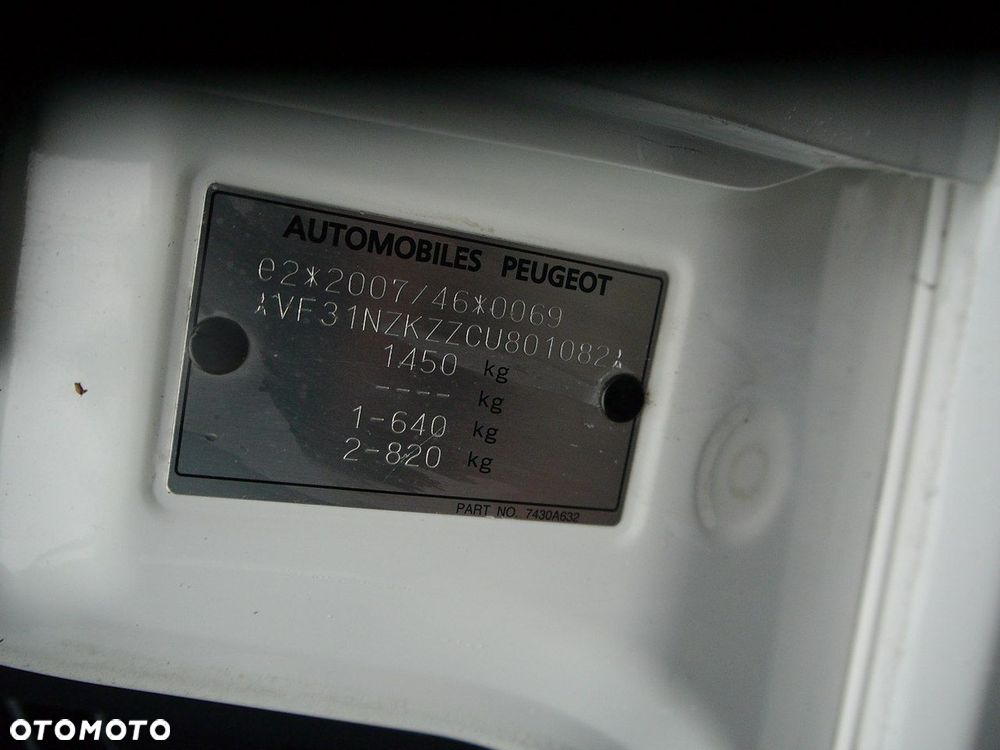 AUTOMOBILES PEUGEOT
e2*2007/46*0069
*VF31NZKZZCU801082*
1450 kg
---- kg
1-640 kg
2-820 kg
PART NO. 7430A632
OTOMOTO